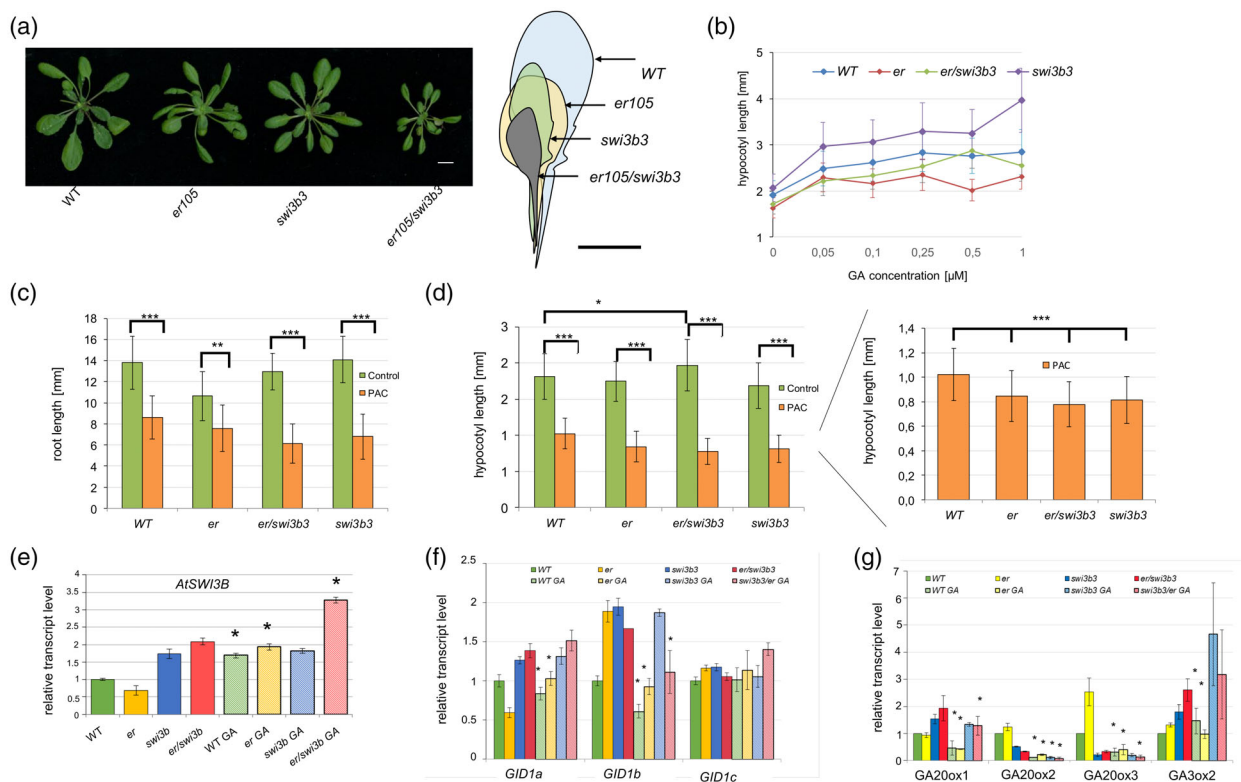 (a)
WT
er105
swi3b3
er105/swi3b3
WT
er105
swi3b3
er105/swi3b3
(b)
hypocotyl length [mm]
5
4
3
2
1
WT er er/swi3b3 swi3b3
0 0,05 0,1 0,25 0,5 1
GA concentration [µM]
(c)
root length [mm]
18
16
14
12
10
8
6
4
2
0
*** ** *** ***
Control
PAC
WT er er/swi3b3 swi3b3
(d)
hypocotyl length [mm]
3
2
2
1
1
0
*
*** *** *** ***
Control
PAC
WT er er/swi3b3 swi3b3
hypocotyl length [mm]
1,4
1,2
1,0
0,8
0,6
0,4
0,2
0,0
***
PAC
WT er er/swi3b3 swi3b3
(e)
AtSWI3B
relative transcript level
4
3.5
3
2.5
2
1.5
1
0.5
0
* * *
WT
er
swi3b
er/swi3b
WT GA
er GA
swi3b GA
er/swi3b GA
(f)
relative transcript level
2.5
2
1.5
1
0.5
0
WT er swi3b3 er/swi3b3
WT GA er GA swi3b3 GA swi3b3/er GA
* * * * *
GID1a GID1b GID1c
(g)
relative transcript level
7
6
5
4
3
2
1
0
WT er swi3b3 er/swi3b3
WT GA er GA swi3b3 GA swi3b3/er GA
* * * * * * * * * * * *
GA20ox1 GA20ox2 GA20ox3 GA3ox2